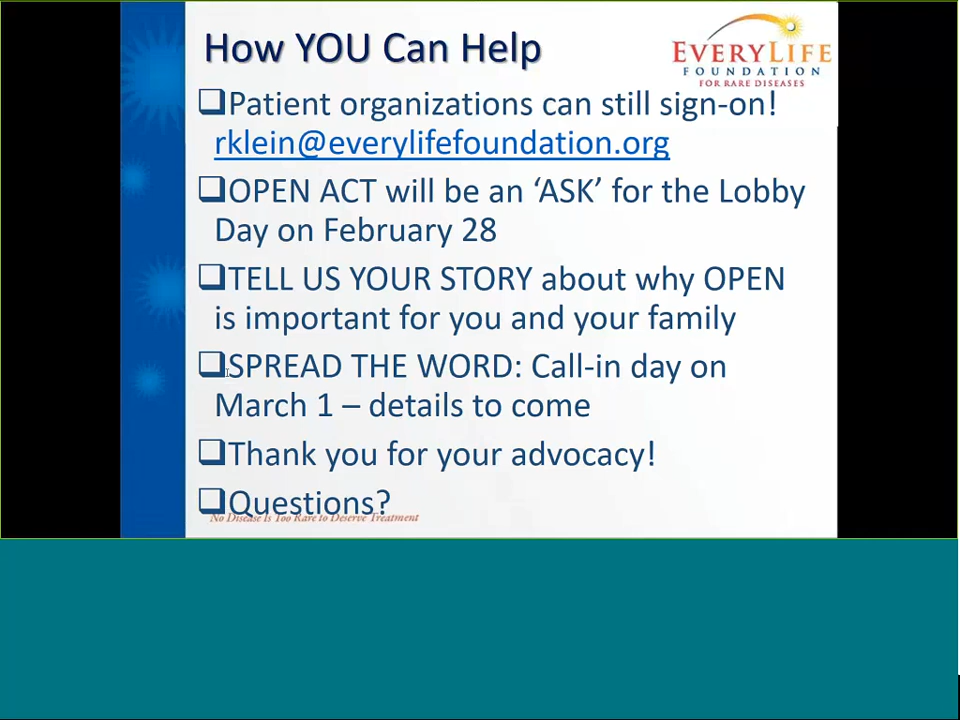 How YOU Can Help
EVERYLIFE
FOUNDATION
FOR RARE DISEASES
❑Patient organizations can still sign-on!
rklein@everylifefoundation.org
❑OPEN ACT will be an ‘ASK’ for the Lobby
Day on February 28
❑TELL US YOUR STORY about why OPEN
is important for you and your family
❑SPREAD THE WORD: Call-in day on
March 1 – details to come
❑Thank you for your advocacy!
❑Questions?
No Disease Is Too Rare to Deserve Treatment